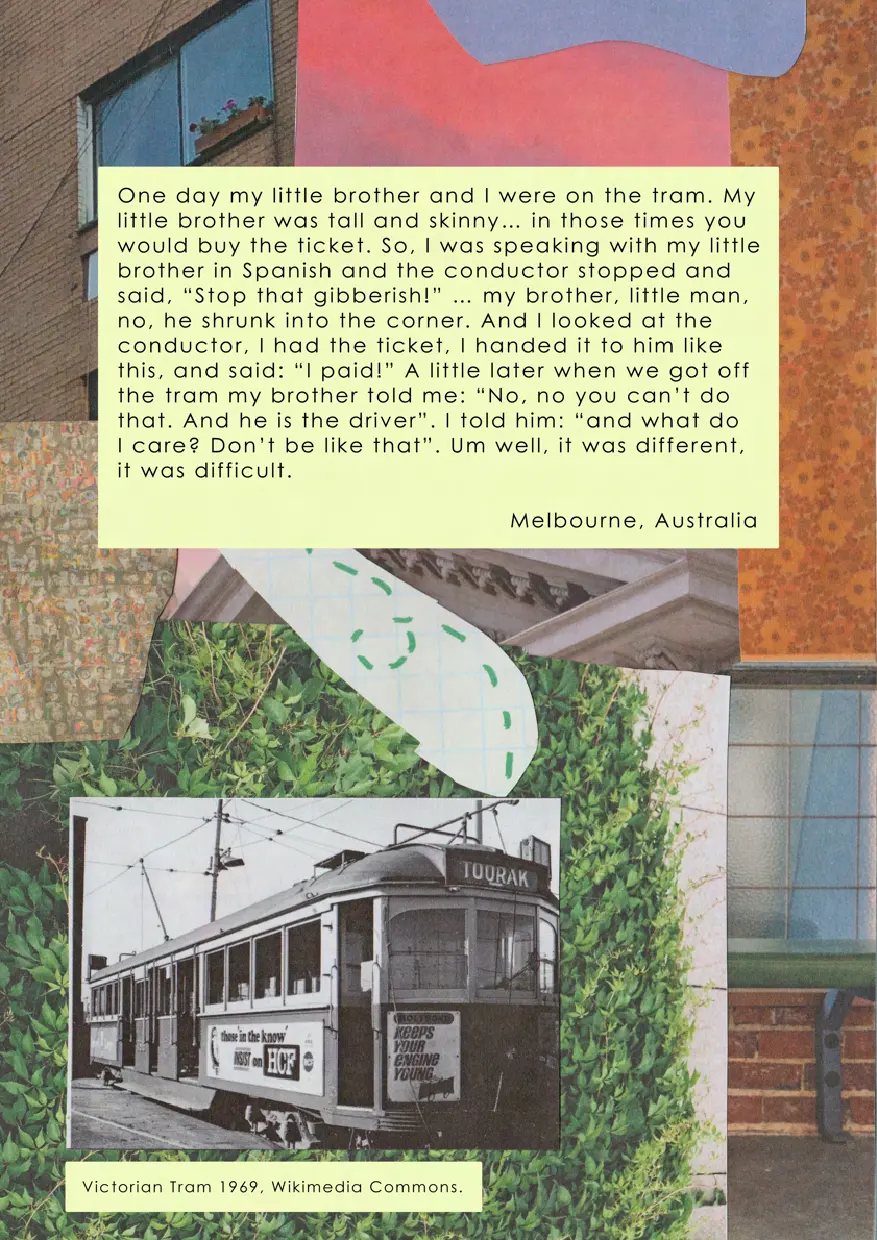 One day my little brother and I were on the tram. My
little brother was tall and skinny... in those times you
would buy the ticket. So, I was speaking with my little
brother in Spanish and the conductor stopped and
said, “Stop that gibberish!” ... my brother, little man,
no, he shrunk into the corner. And I looked at the
conductor, I had the ticket, I handed it to him like
this, and said: “I paid!” A little later when we got off
the tram my brother told me: “No, no you can’t do
that. And he is the driver”. I told him: “and what do
I care? Don’t be like that”. Um well, it was different,
it was difficult.
Melbourne, Australia
TOORAK
those 'in the know'
INSIST on HCF
KEEPS
YOUR
ENGINE
YOUNG
Victorian Tram 1969, Wikimedia Commons.